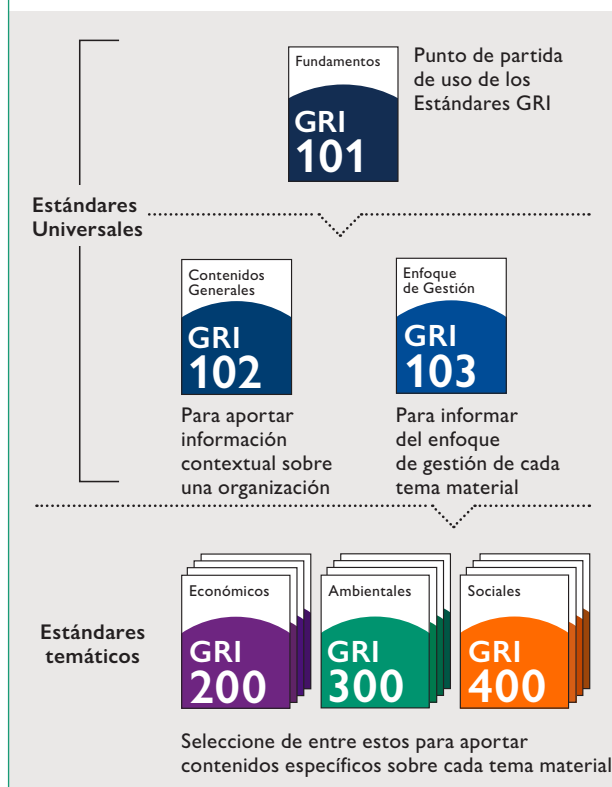 Fundamentos
GRI
101
Punto de partida
de uso de los
Estándares GRI
Estándares
Universales
Contenidos
Generales
GRI
102
Para aportar
información
contextual sobre
una organización
Enfoque
de Gestión
GRI
103
Para informar
del enfoque
de gestión de cada
tema material
Estándares
temáticos
Económicos
GRI
200
Ambientales
GRI
300
Sociales
GRI
400
Seleccione de entre estos para aportar
contenidos específicos sobre cada tema material